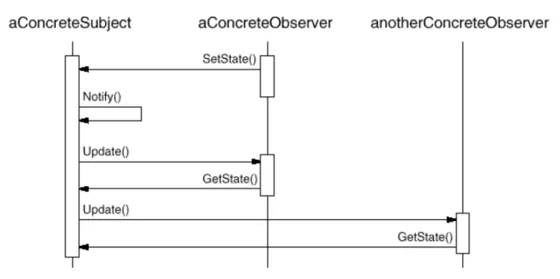 aConcreteSubject
aConcreteObserver
anotherConcreteObserver
SetState()
Notify()
Update()
GetState()
Update()
GetState()